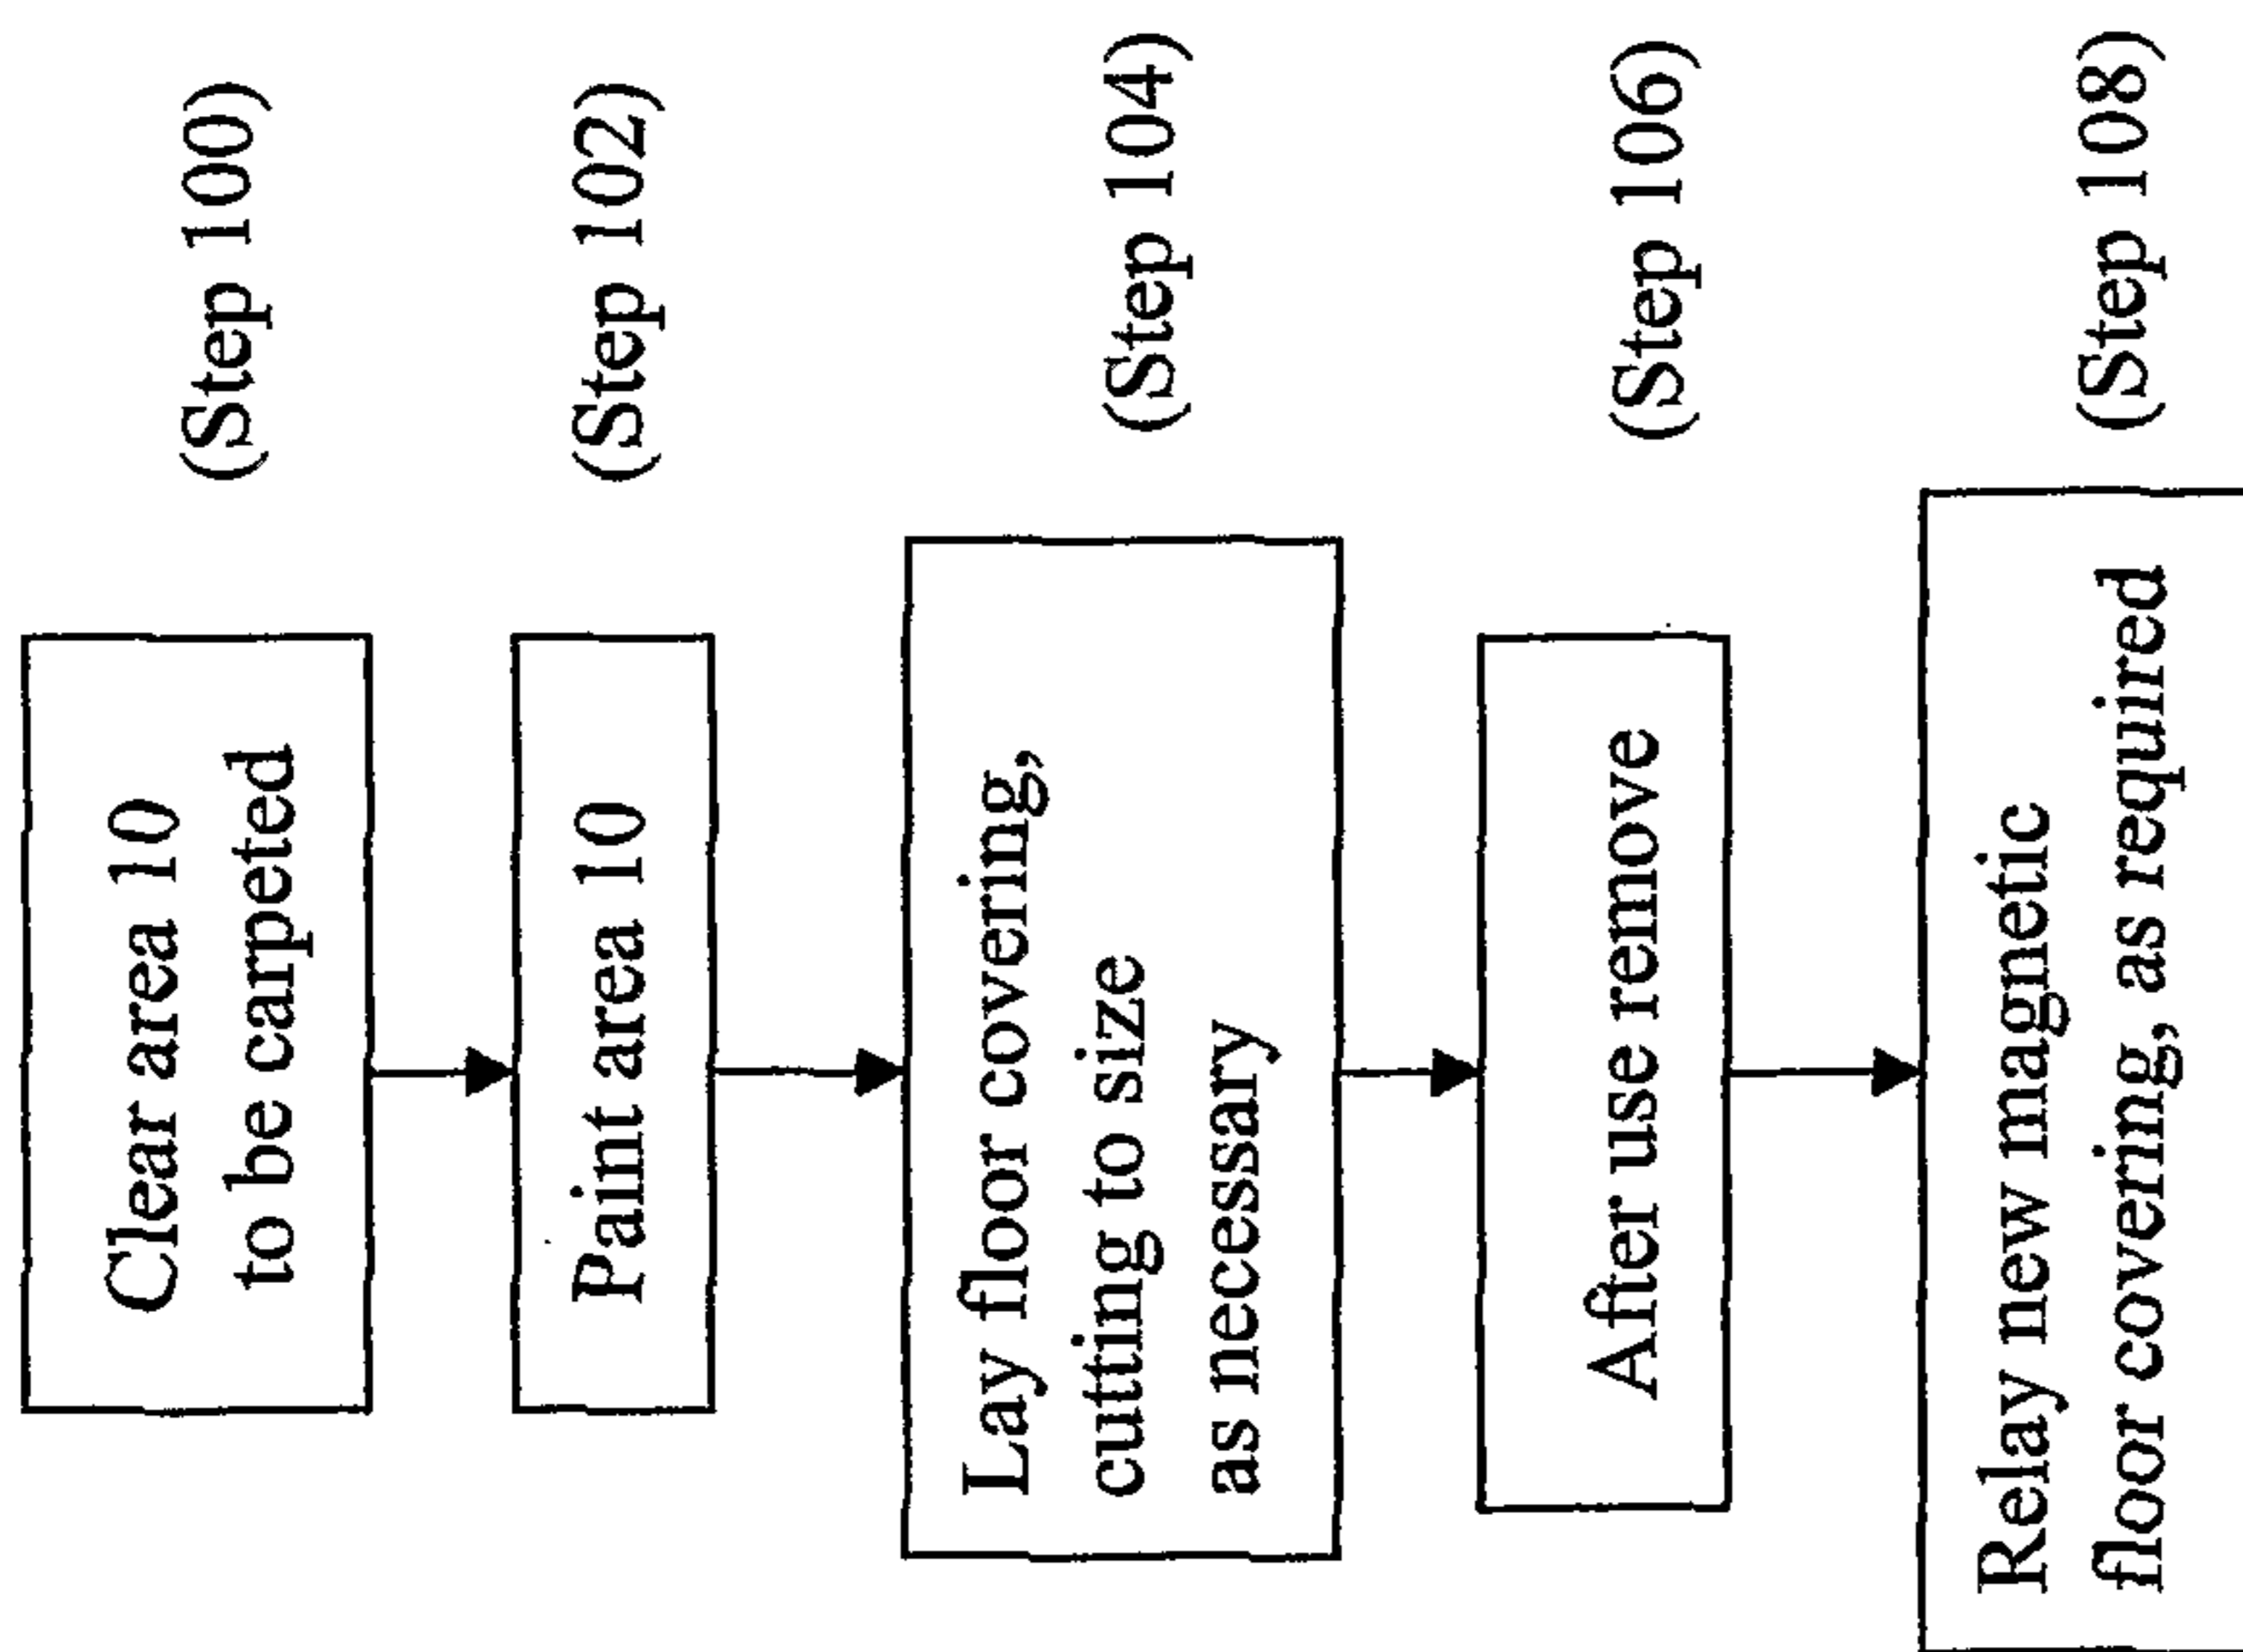 Clear area 10
to be carpeted
(Step 100)
Paint area 10
(Step 102)
Lay floor covering,
cutting to size
as necessary
(Step 104)
After use remove
(Step 106)
Relay new magnetic
floor covering, as required
(Step 108)